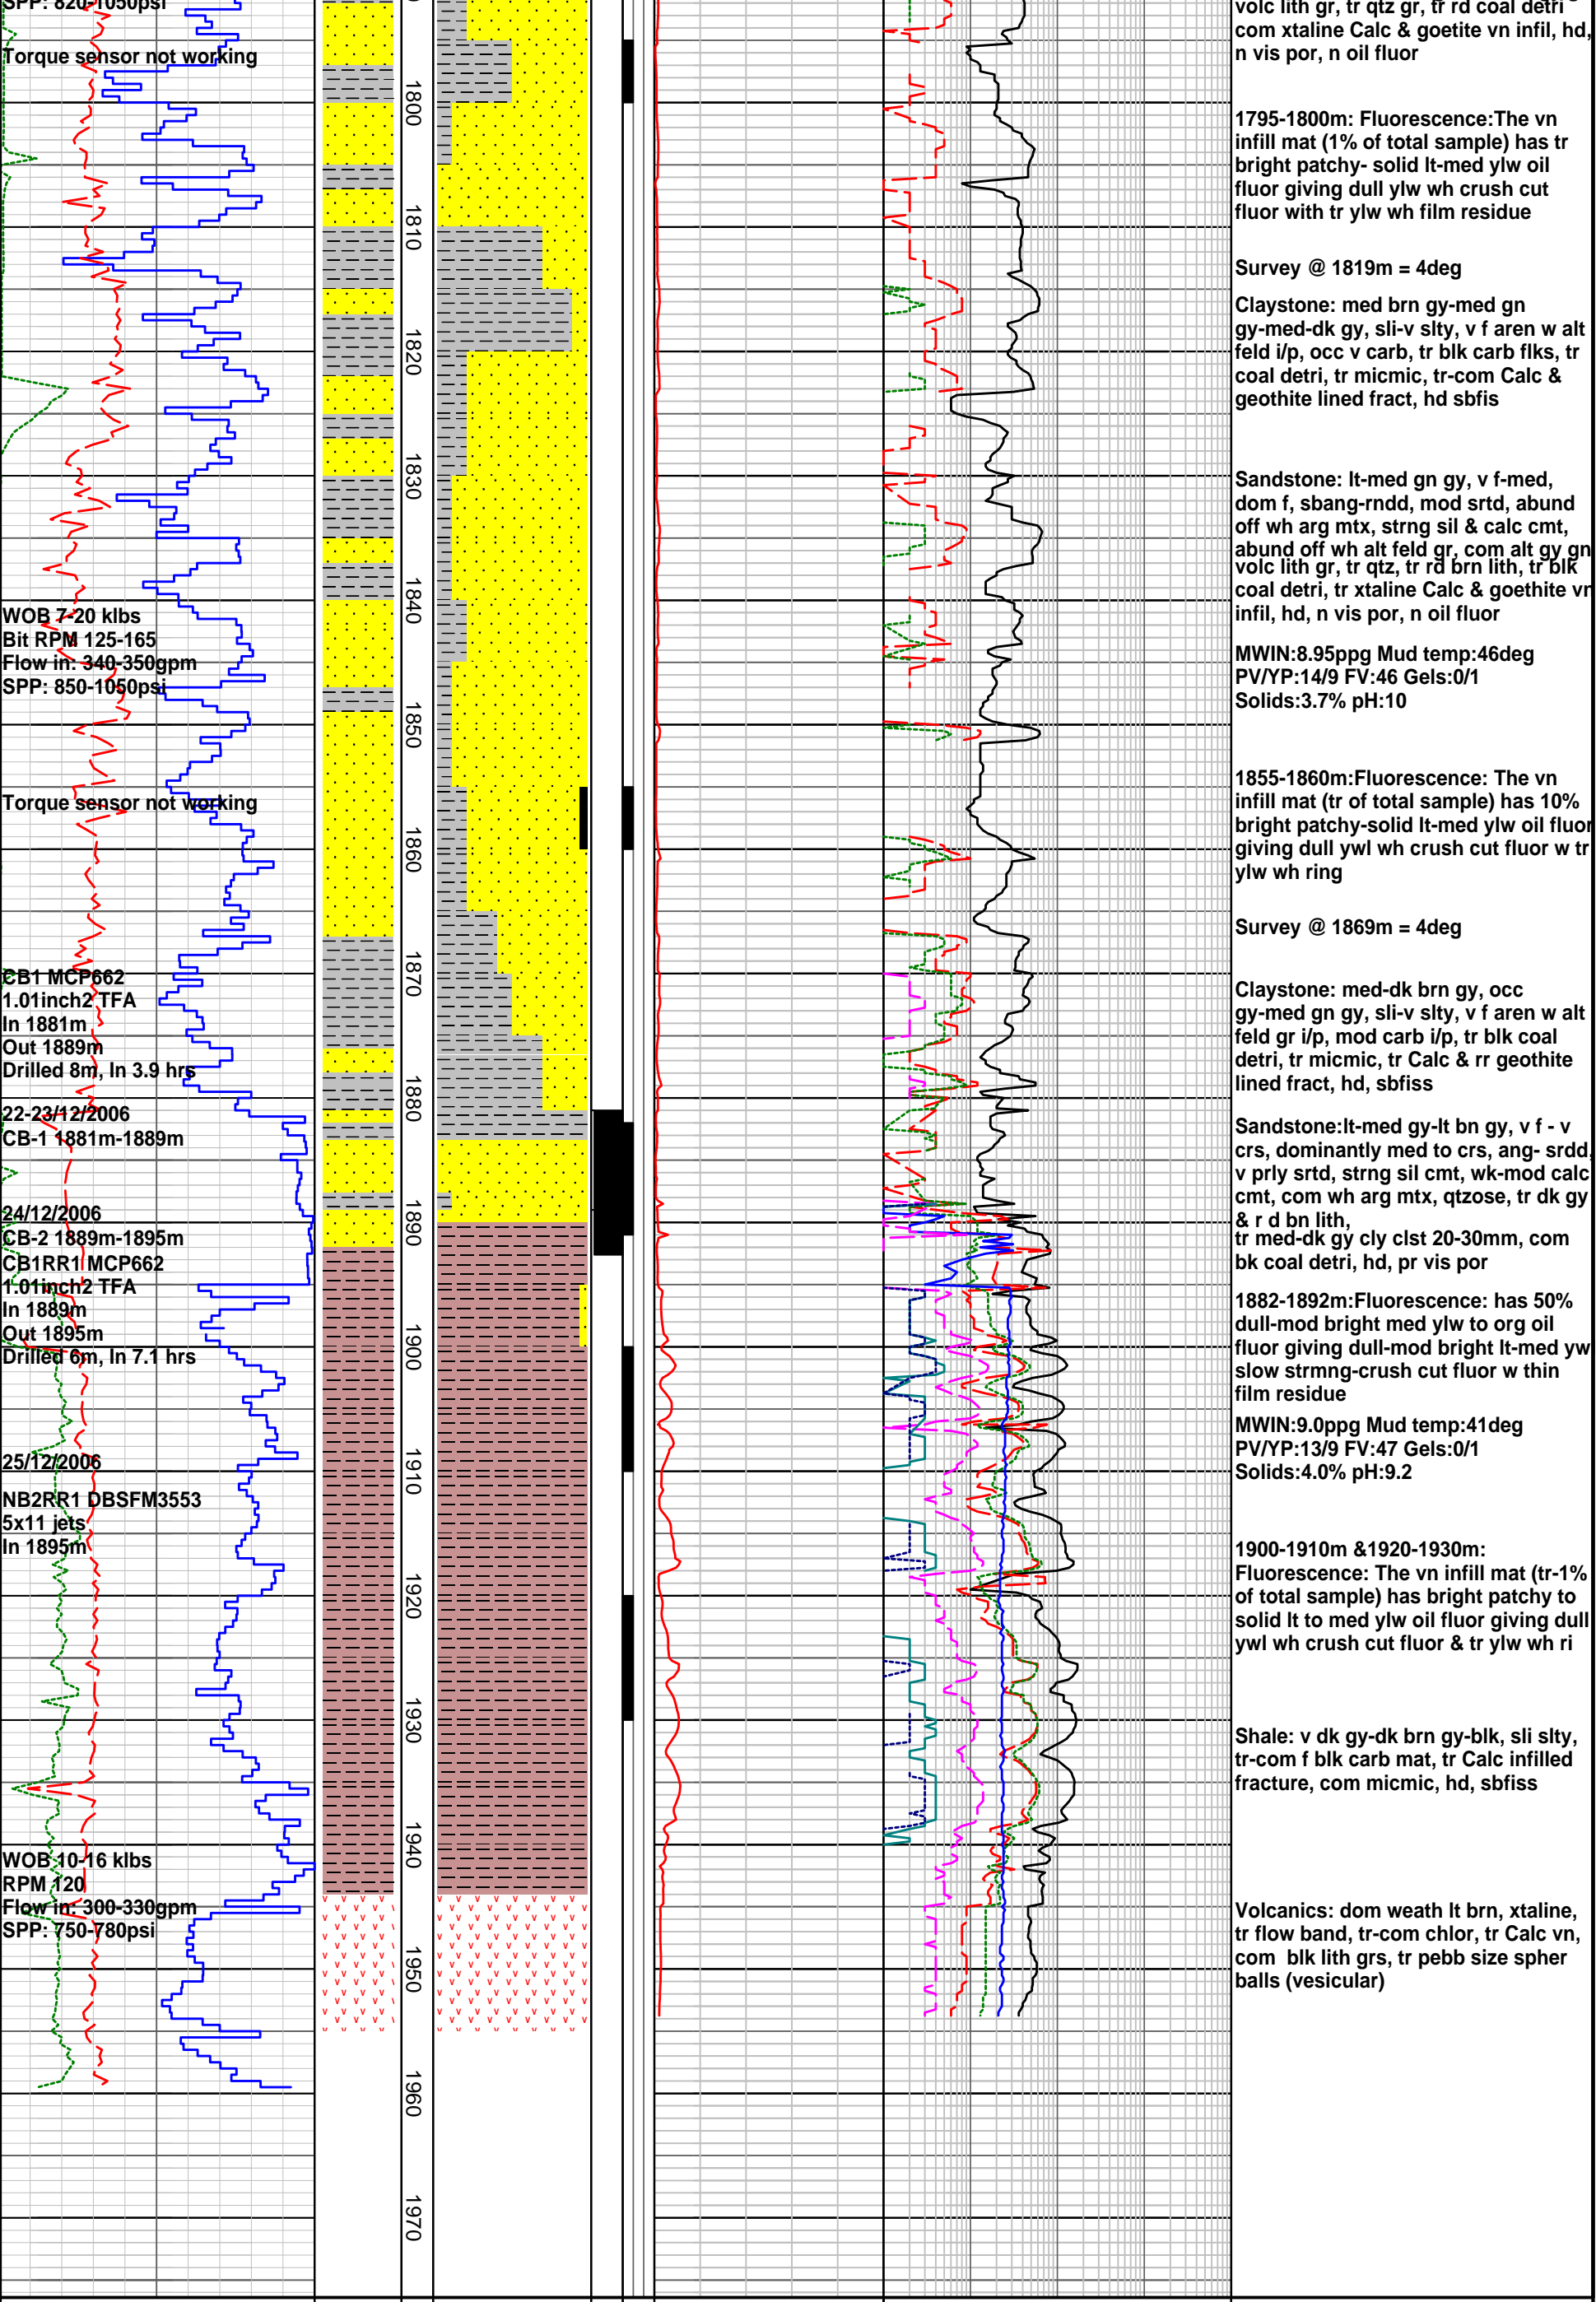 SPP: 820-1050psi
Torque sensor not working
WOB 7-20 klbs
Bit RPM 125-165
Flow in: 340-350gpm
SPP: 850-1050psi
Torque sensor not working
CB1 MCP662
1.01inch2 TFA
In 1881m
Out 1889m
Drilled 8m, In 3.9 hrs
22-23/12/2006
CB-1 1881m-1889m
24/12/2006
CB-2 1889m-1895m
CB1RR1 MCP662
1.01inch2 TFA
In 1889m
Out 1895m
Drilled 6m, In 7.1 hrs
25/12/2006
NB2RR1 DBSFM3553
5x11 jets
In 1895m
WOB 10-16 klbs
RPM 120
Flow in: 300-330gpm
SPP: 750-780psi
1800
1810
1820
1830
1840
1850
1860
1870
1880
1890
1900
1910
1920
1930
1940
1950
1960
1970
volc lith gr, tr qtz gr, tr rd coal detri
com xtaline Calc & goetite vn infil, hd,
n vis por, n oil fluor
1795-1800m: Fluorescence:The vn
infill mat (1% of total sample) has tr
bright patchy- solid lt-med ylw oil
fluor giving dull ylw wh crush cut
fluor with tr ylw wh film residue
Survey @ 1819m = 4deg
Claystone: med brn gy-med gn
gy-med-dk gy, sli-v slty, v f aren w alt
feld i/p, occ v carb, tr blk carb flks, tr
coal detri, tr micmic, tr-com Calc &
geothite lined fract, hd sbfis
Sandstone: lt-med gn gy, v f-med,
dom f, sbang-rndd, mod srtd, abund
off wh arg mtx, strng sil & calc cmt,
abund off wh alt feld gr, com alt gy gn
volc lith gr, tr qtz, tr rd brn lith, tr blk
coal detri, tr xtaline Calc & goethite vn
infil, hd, n vis por, n oil fluor
MWIN:8.95ppg Mud temp:46deg
PV/YP:14/9 FV:46 Gels:0/1
Solids:3.7% pH:10
1855-1860m:Fluorescence: The vn
infill mat (tr of total sample) has 10%
bright patchy-solid lt-med ylw oil fluor
giving dull ywl wh crush cut fluor w tr
ylw wh ring
Survey @ 1869m = 4deg
Claystone: med-dk brn gy, occ
gy-med gn gy, sli-v slty, v f aren w alt
feld gr i/p, mod carb i/p, tr blk coal
detri, tr micmic, tr Calc & rr geothite
lined fract, hd, sbfiss
Sandstone:lt-med gy-lt bn gy, v f - v
crs, dominantly med to crs, ang- srdd,
v prly srtd, strng sil cmt, wk-mod calc
cmt, com wh arg mtx, qtzose, tr dk gy
& r d bn lith,
tr med-dk gy cly clst 20-30mm, com
bk coal detri, hd, pr vis por
1882-1892m:Fluorescence: has 50%
dull-mod bright med ylw to org oil
fluor giving dull-mod bright lt-med yw
slow strmng-crush cut fluor w thin
film residue
MWIN:9.0ppg Mud temp:41deg
PV/YP:13/9 FV:47 Gels:0/1
Solids:4.0% pH:9.2
1900-1910m &1920-1930m:
Fluorescence: The vn infill mat (tr-1%
of total sample) has bright patchy to
solid lt to med ylw oil fluor giving dull
ywl wh crush cut fluor & tr ylw wh ri
Shale: v dk gy-dk brn gy-blk, sli slty,
tr-com f blk carb mat, tr Calc infilled
fracture, com micmic, hd, sbfiss
Volcanics: dom weath lt brn, xtaline,
tr flow band, tr-com chlor, tr Calc vn,
com blk lith grs, tr pebb size spher
balls (vesicular)